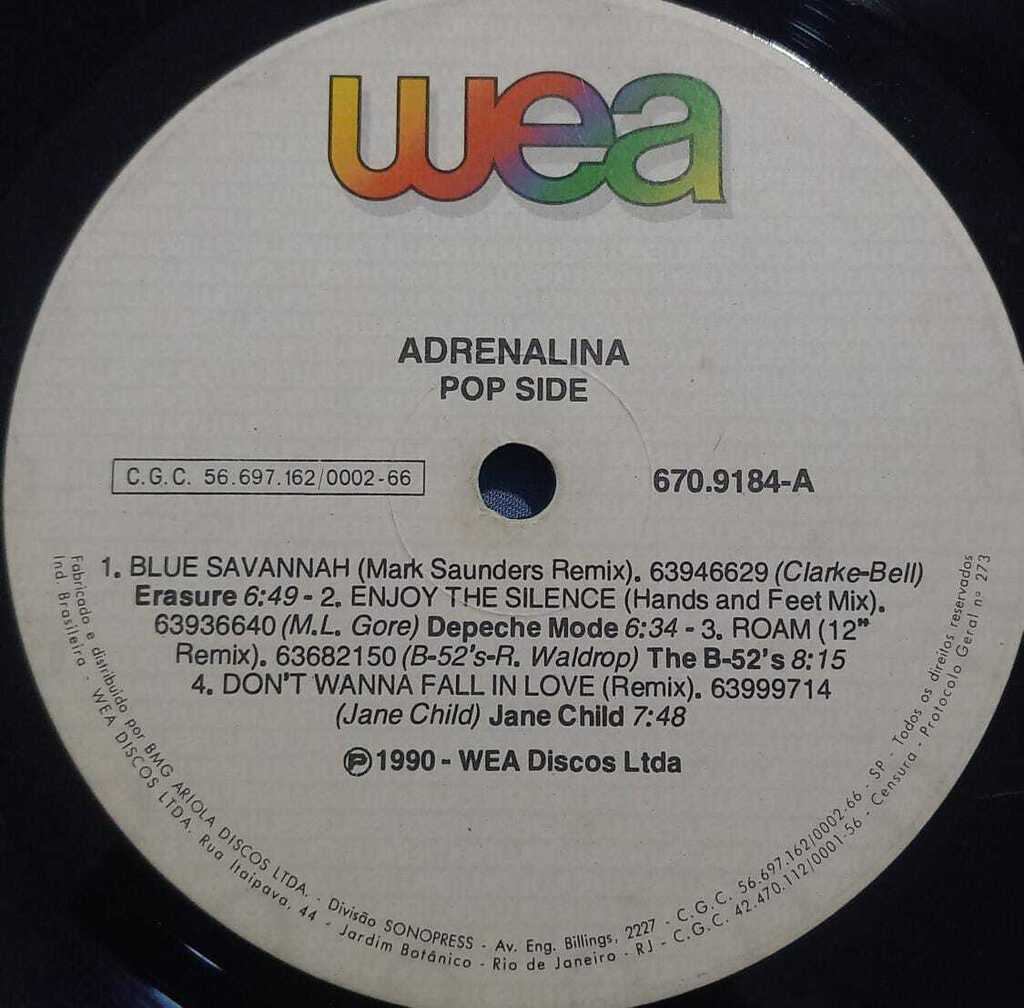 wea
ADRENALINA
POP SIDE
C.G.C. 56.697.162/0002-66
670.9184-A
1. BLUE SAVANNAH (Mark Saunders Remix). 63946629 (Clarke-Bell)
Erasure 6:49 - 2. ENJOY THE SILENCE (Hands and Feet Mix).
63936640 (M.L. Gore) Depeche Mode 6:34 - 3. ROAM (12"
Remix). 63682150 (B-52's-R. Waldrop) The B-52's 8:15
4. DON'T WANNA FALL IN LOVE (Remix). 63999714
(Jane Child) Jane Child 7:48
Ⓟ 1990 - WEA Discos Ltda
Fabricado e distribuído por BMG ARIOLA DISCOS LTDA. - Divisão SONOPRESS - Av. Eng. Billings, 2227 - C.G.C. 56.697.162/0002-66 - SP - Todos os direitos reservados
Ind. Brasileira - WEA DISCOS LTDA. Rua Itaipava, 44 - Jardim Botânico - Rio de Janeiro - RJ - C.G.C. 42.470.112/0001-56 - Censura - Protocolo Geral nº 273